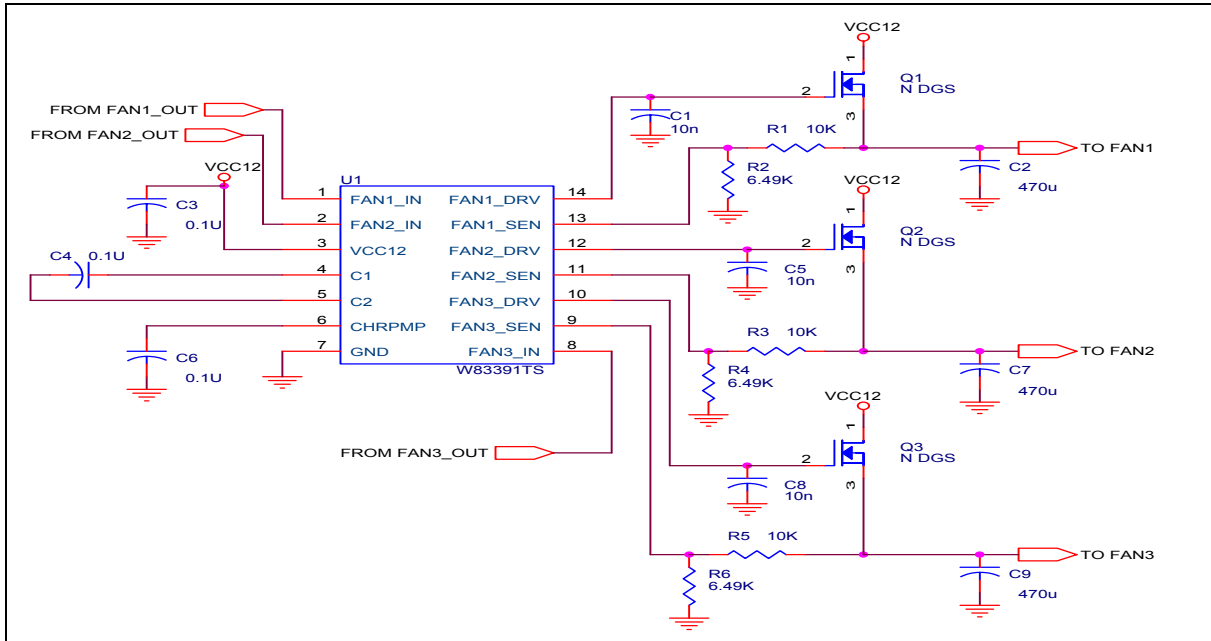 VCC12
1
Q1
N DGS
2
3
FROM FAN1_OUT
C1
10n
FROM FAN2_OUT
R1 10K
TO FAN1
VCC12
R2
6.49K
C2
470u
U1
VCC12
C3
0.1U
1 FAN1_IN FAN1_DRV 14
2 FAN2_IN FAN1_SEN 13
3 VCC12 FAN2_DRV 12
4 C1 FAN2_SEN 11
5 C2 FAN3_DRV 10
6 CHRPMP FAN3_SEN 9
7 GND FAN3_IN 8
W83391TS
1
Q2
N DGS
2
3
C4 0.1U
C5
10n
C6
0.1U
R3 10K
TO FAN2
R4
6.49K
C7
470u
VCC12
1
FROM FAN3_OUT
Q3
N DGS
2
3
C8
10n
R5 10K
TO FAN3
R6
6.49K
C9
470u